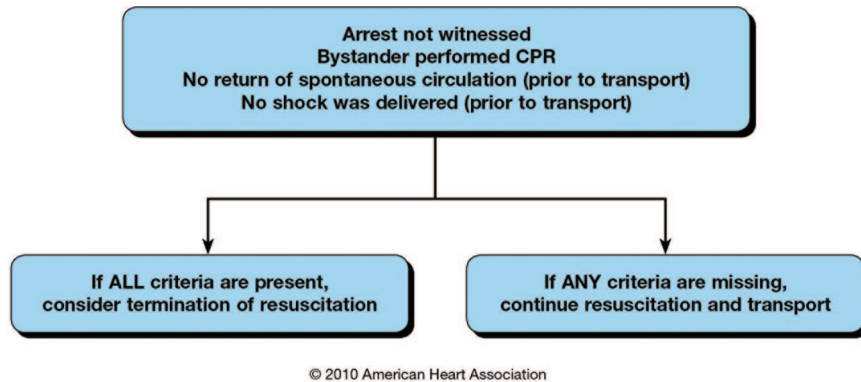 Arrest not witnessed
Bystander performed CPR
No return of spontaneous circulation (prior to transport)
No shock was delivered (prior to transport)
If ALL criteria are present,
consider termination of resuscitation
If ANY criteria are missing,
continue resuscitation and transport
© 2010 American Heart Association